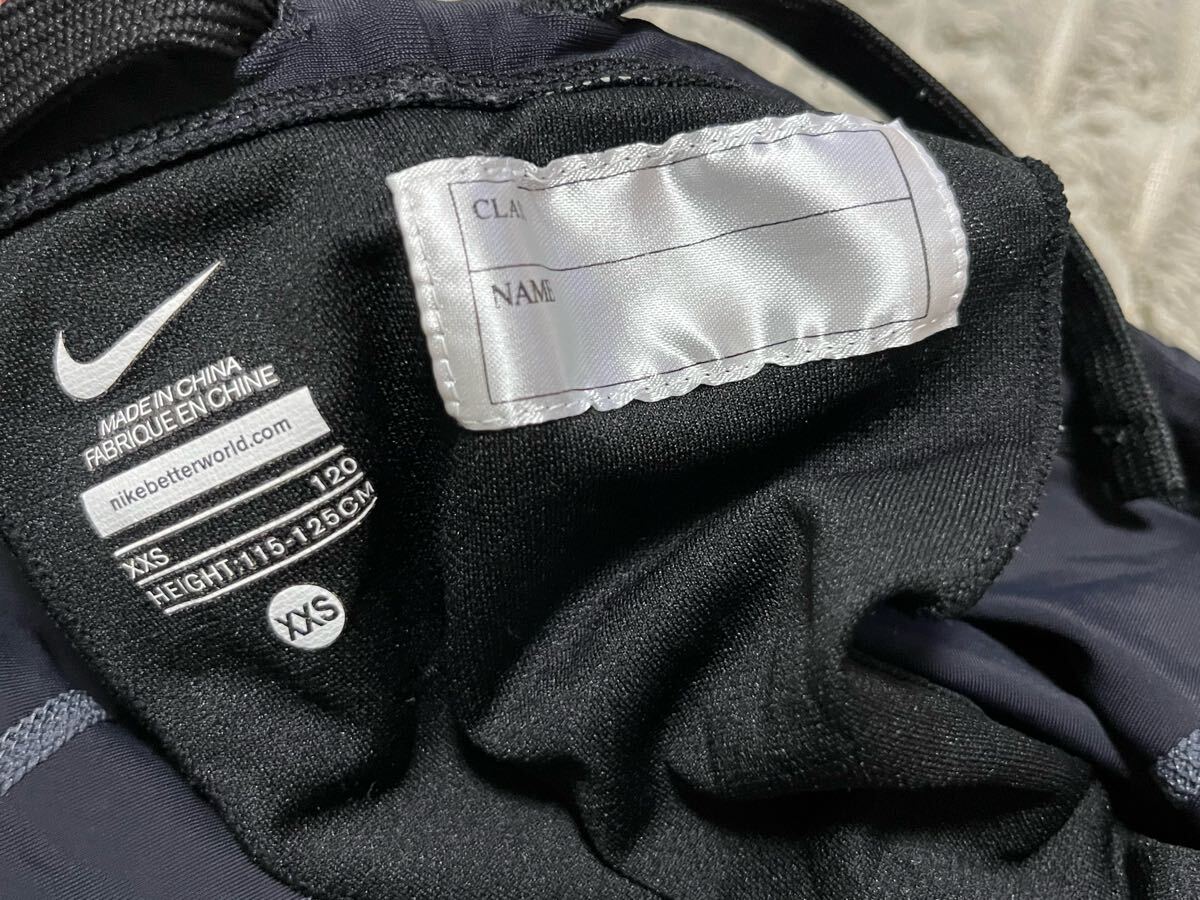 CLA
NAME
MADE IN CHINA
FABRIQUE EN CHINE
nikebetterworld.com
XXS 120
HEIGHT: 115-125CM
XXS